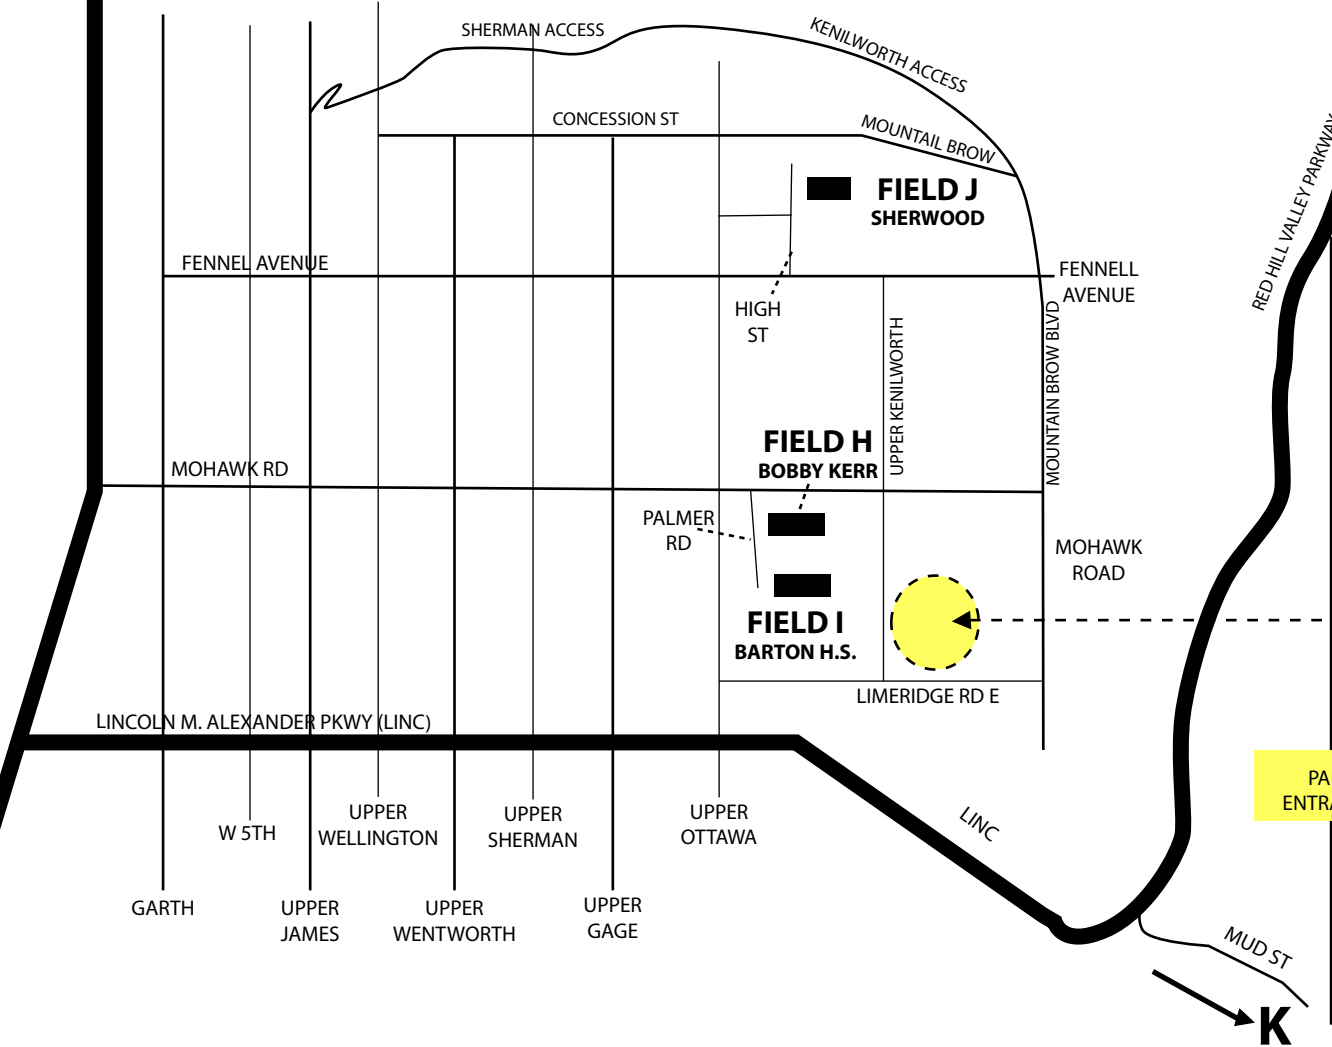 SHERMAN ACCESS
KENILWORTH ACCESS
CONCESSION ST
MOUNTAIL BROW
RED HILL VALLEY PARKWAY
FIELD J
SHERWOOD
FENNEL AVENUE
FENNELL
AVENUE
HIGH
ST
UPPER KENILWORTH
MOUNTAIN BROW BLVD
FIELD H
BOBBY KERR
MOHAWK RD
PALMER
RD
MOHAWK
ROAD
FIELD I
BARTON H.S.
LIMERIDGE RD E
LINCOLN M. ALEXANDER PKWY (LINC)
PA
ENTRA
LINC
W 5TH
UPPER
WELLINGTON
UPPER
SHERMAN
UPPER
OTTAWA
GARTH
UPPER
JAMES
UPPER
WENTWORTH
UPPER
GAGE
MUD ST
K